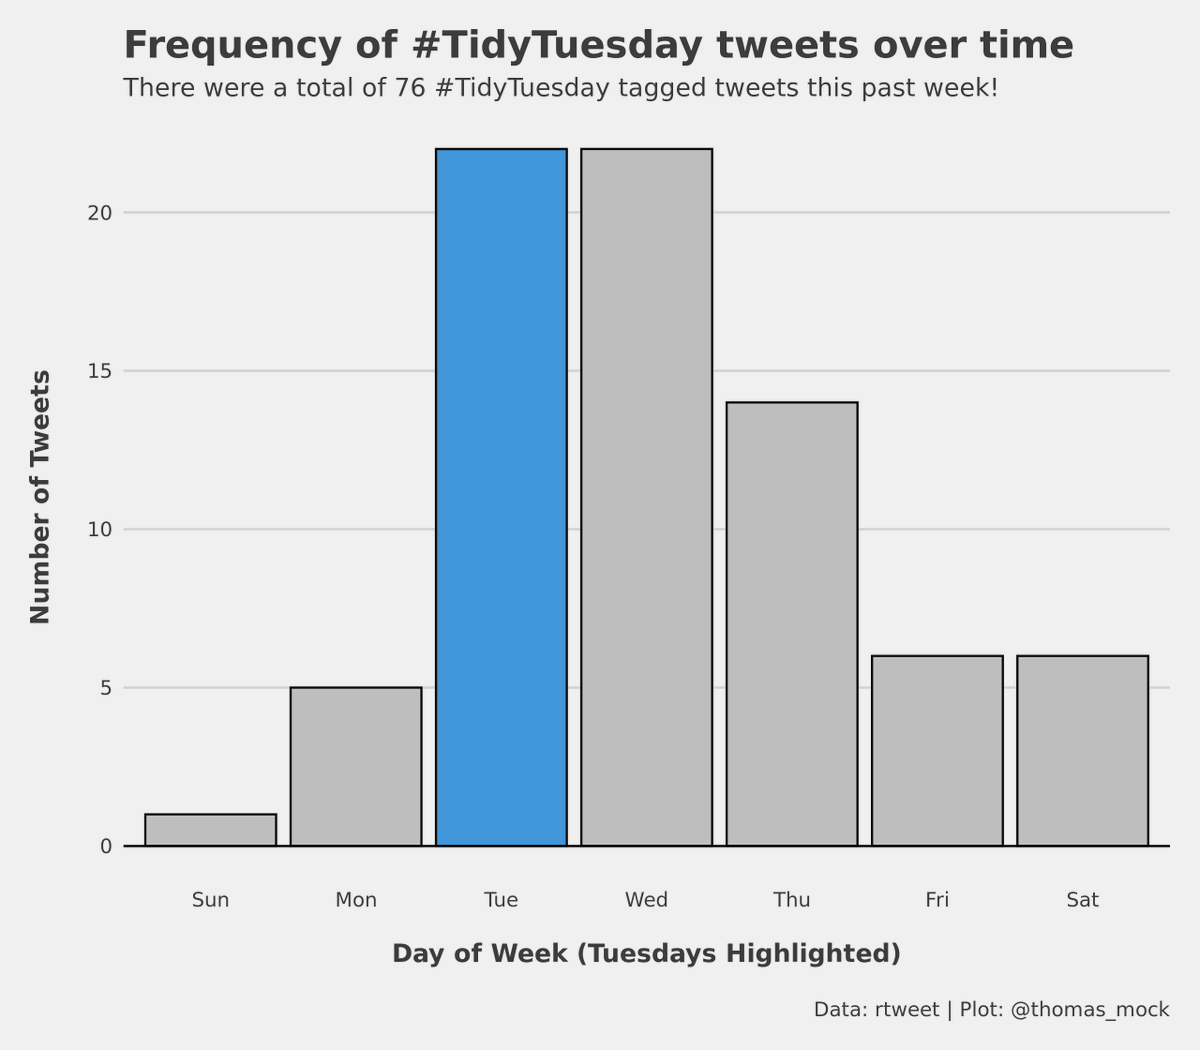 Frequency of #TidyTuesday tweets over time
There were a total of 76 #TidyTuesday tagged tweets this past week!
Number of Tweets
20
15
10
5
0
Sun Mon Tue Wed Thu Fri Sat
Day of Week (Tuesdays Highlighted)
Data: rtweet | Plot: @thomas_mock